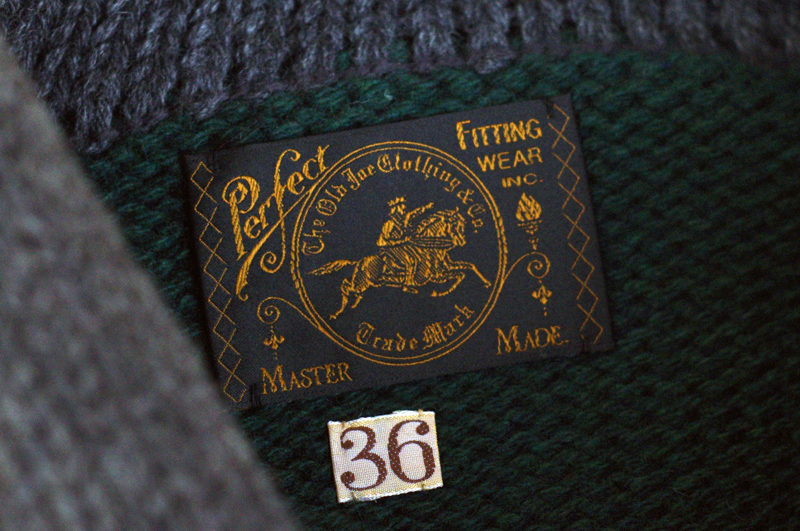 Perfect
FITTING
WEAR
INC.
The Old Joe Clothing & Co.
Trade Mark
MASTER
MADE.
36